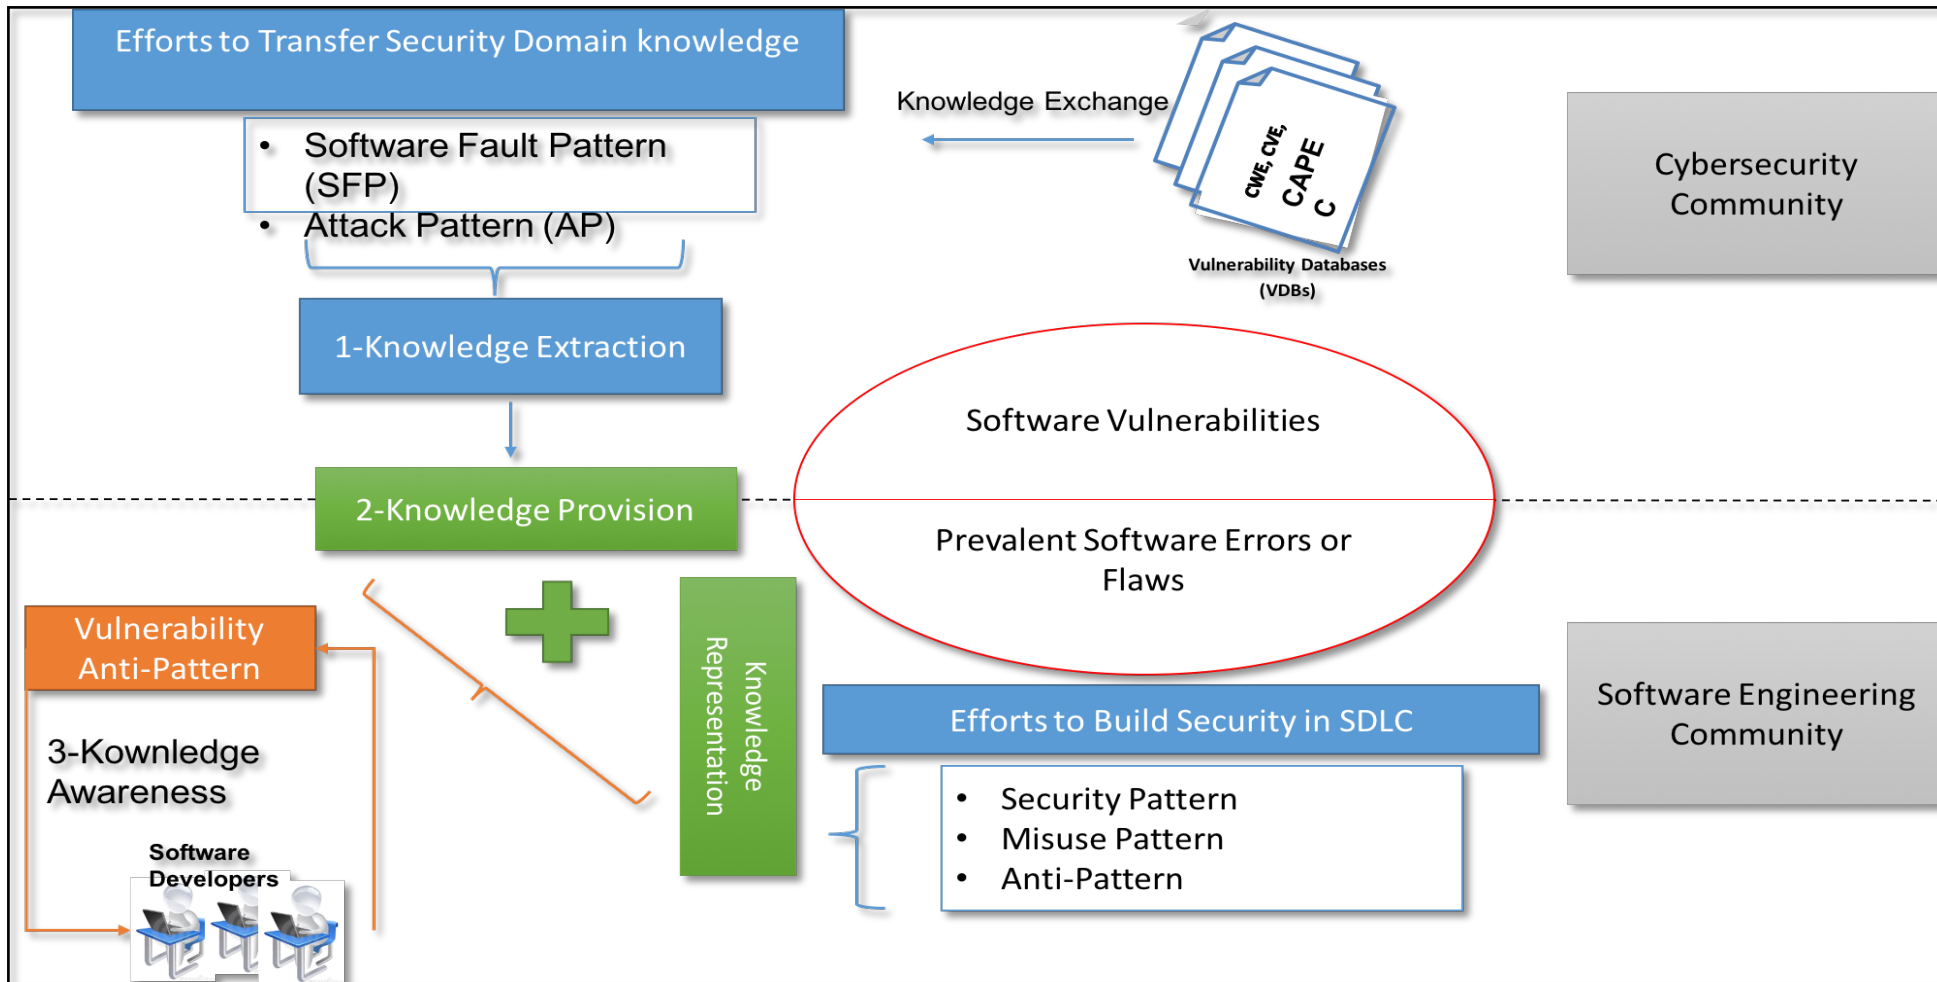 Efforts to Transfer Security Domain knowledge
• Software Fault Pattern
(SFP)
• Attack Pattern (AP)
Knowledge Exchange
CWE, CVE,
CAPE
C
Vulnerability Databases
(VDBs)
Cybersecurity
Community
1-Knowledge Extraction
Software Vulnerabilities
2-Knowledge Provision
Prevalent Software Errors or
Flaws
Vulnerability
Anti-Pattern
Knowledge
Representation
3-Kownledge
Awareness
Software
Developers
Efforts to Build Security in SDLC
• Security Pattern
• Misuse Pattern
• Anti-Pattern
Software Engineering
Community